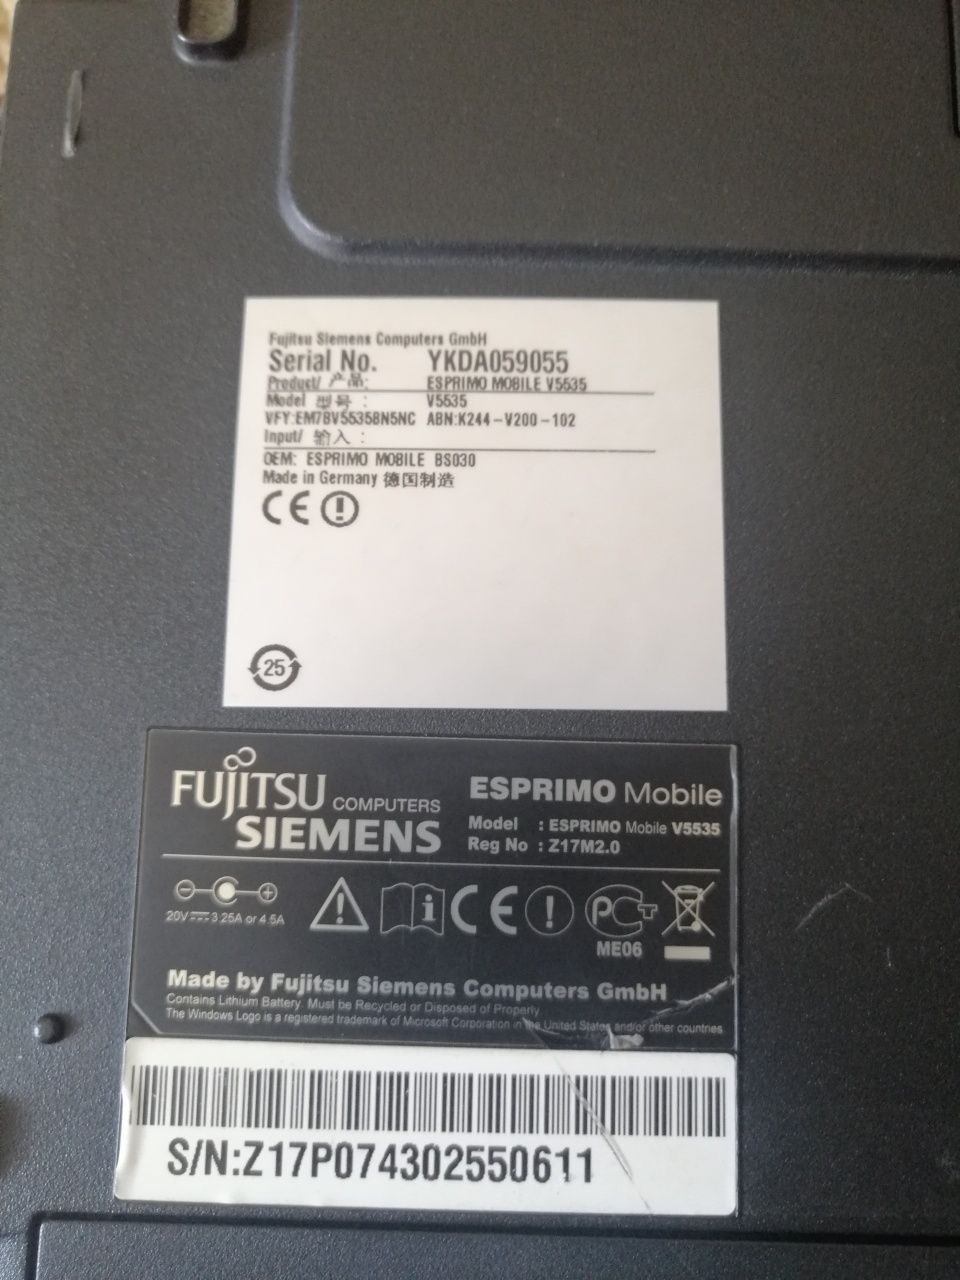 Fujitsu Siemens Computers GmbH
Serial No. YKDA059055
Product/ 产品: ESPRIMO MOBILE V5535
Model 型号 : V5535
VFY:EM7BV5535BN5NC ABN:K244-V200-102
Input/ 输入 :
OEM: ESPRIMO MOBILE BS030
Made in Germany 德国制造
CE
25
FUJITSU COMPUTERS
SIEMENS
ESPRIMO Mobile
Model : ESPRIMO Mobile V5535
Reg No : Z17M2.0
20V 3.25A or 4.5A
CE
ME06
Made by Fujitsu Siemens Computers GmbH
Contains Lithium Battery. Must be Recycled or Disposed of Properly
The Windows Logo is a registered trademark of Microsoft Corporation in the United States and/or other countries
S/N:Z17P074302550611